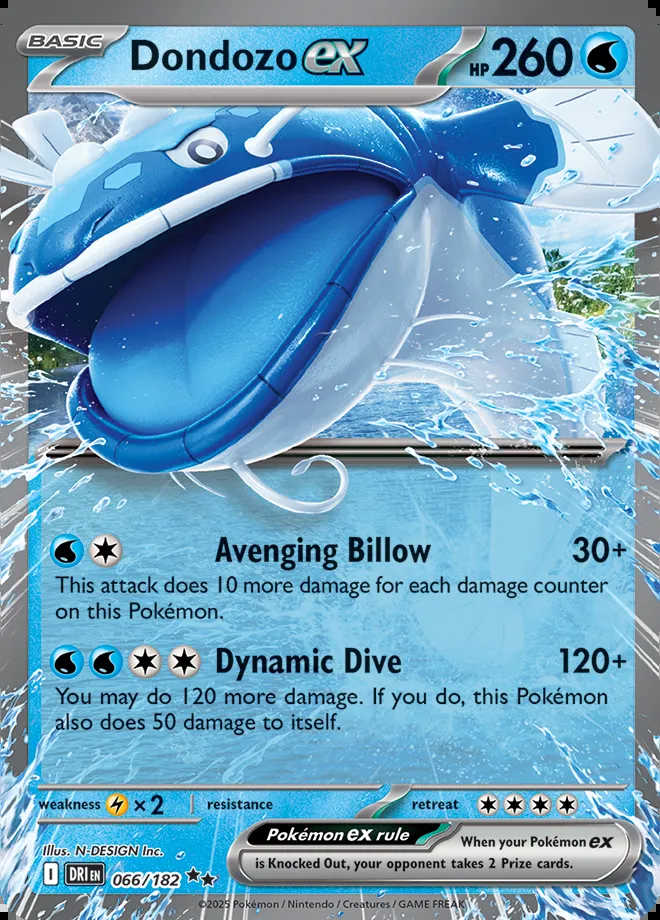 BASIC
Dondozo ex
HP 260
Avenging Billow 30+
This attack does 10 more damage for each damage counter
on this Pokémon.
Dynamic Dive 120+
You may do 120 more damage. If you do, this Pokémon
also does 50 damage to itself.
weakness ×2 resistance retreat
Illus. N-DESIGN Inc.
I DRI EN 066/182
Pokémon ex rule
When your Pokémon ex
is Knocked Out, your opponent takes 2 Prize cards.
©2025 Pokémon / Nintendo / Creatures / GAME FREAK